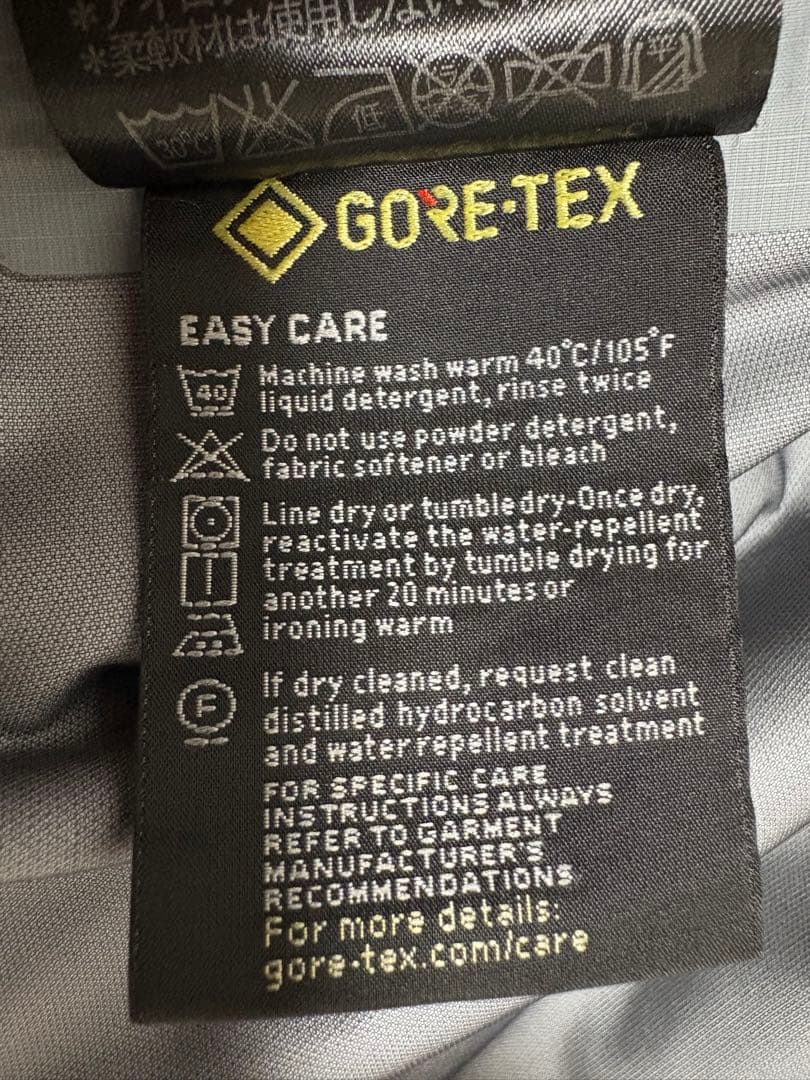 *柔軟材は使用しないで
30℃
低
平
GORE-TEX
EASY CARE
40
Machine wash warm 40°C/105°F
liquid detergent, rinse twice
Do not use powder detergent,
fabric softener or bleach
Line dry or tumble dry-Once dry,
reactivate the water-repellent
treatment by tumble drying for
another 20 minutes or
ironing warm
F
If dry cleaned, request clean
distilled hydrocarbon solvent
and water repellent treatment
FOR SPECIFIC CARE
INSTRUCTIONS ALWAYS
REFER TO GARMENT
MANUFACTURER'S
RECOMMENDATIONS
For more details:
gore-tex.com/care